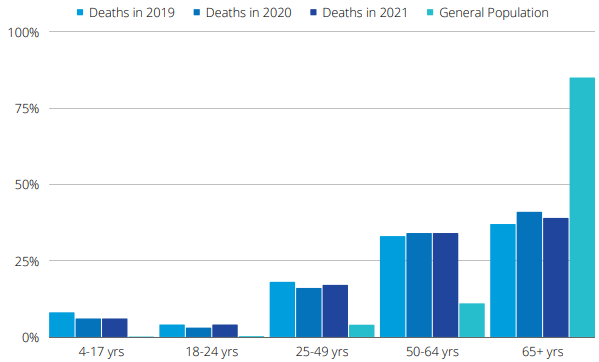 Deaths in 2019 Deaths in 2020 Deaths in 2021 General Population
100%
75%
50%
25%
0%
4-17 yrs 18-24 yrs 25-49 yrs 50-64 yrs 65+ yrs